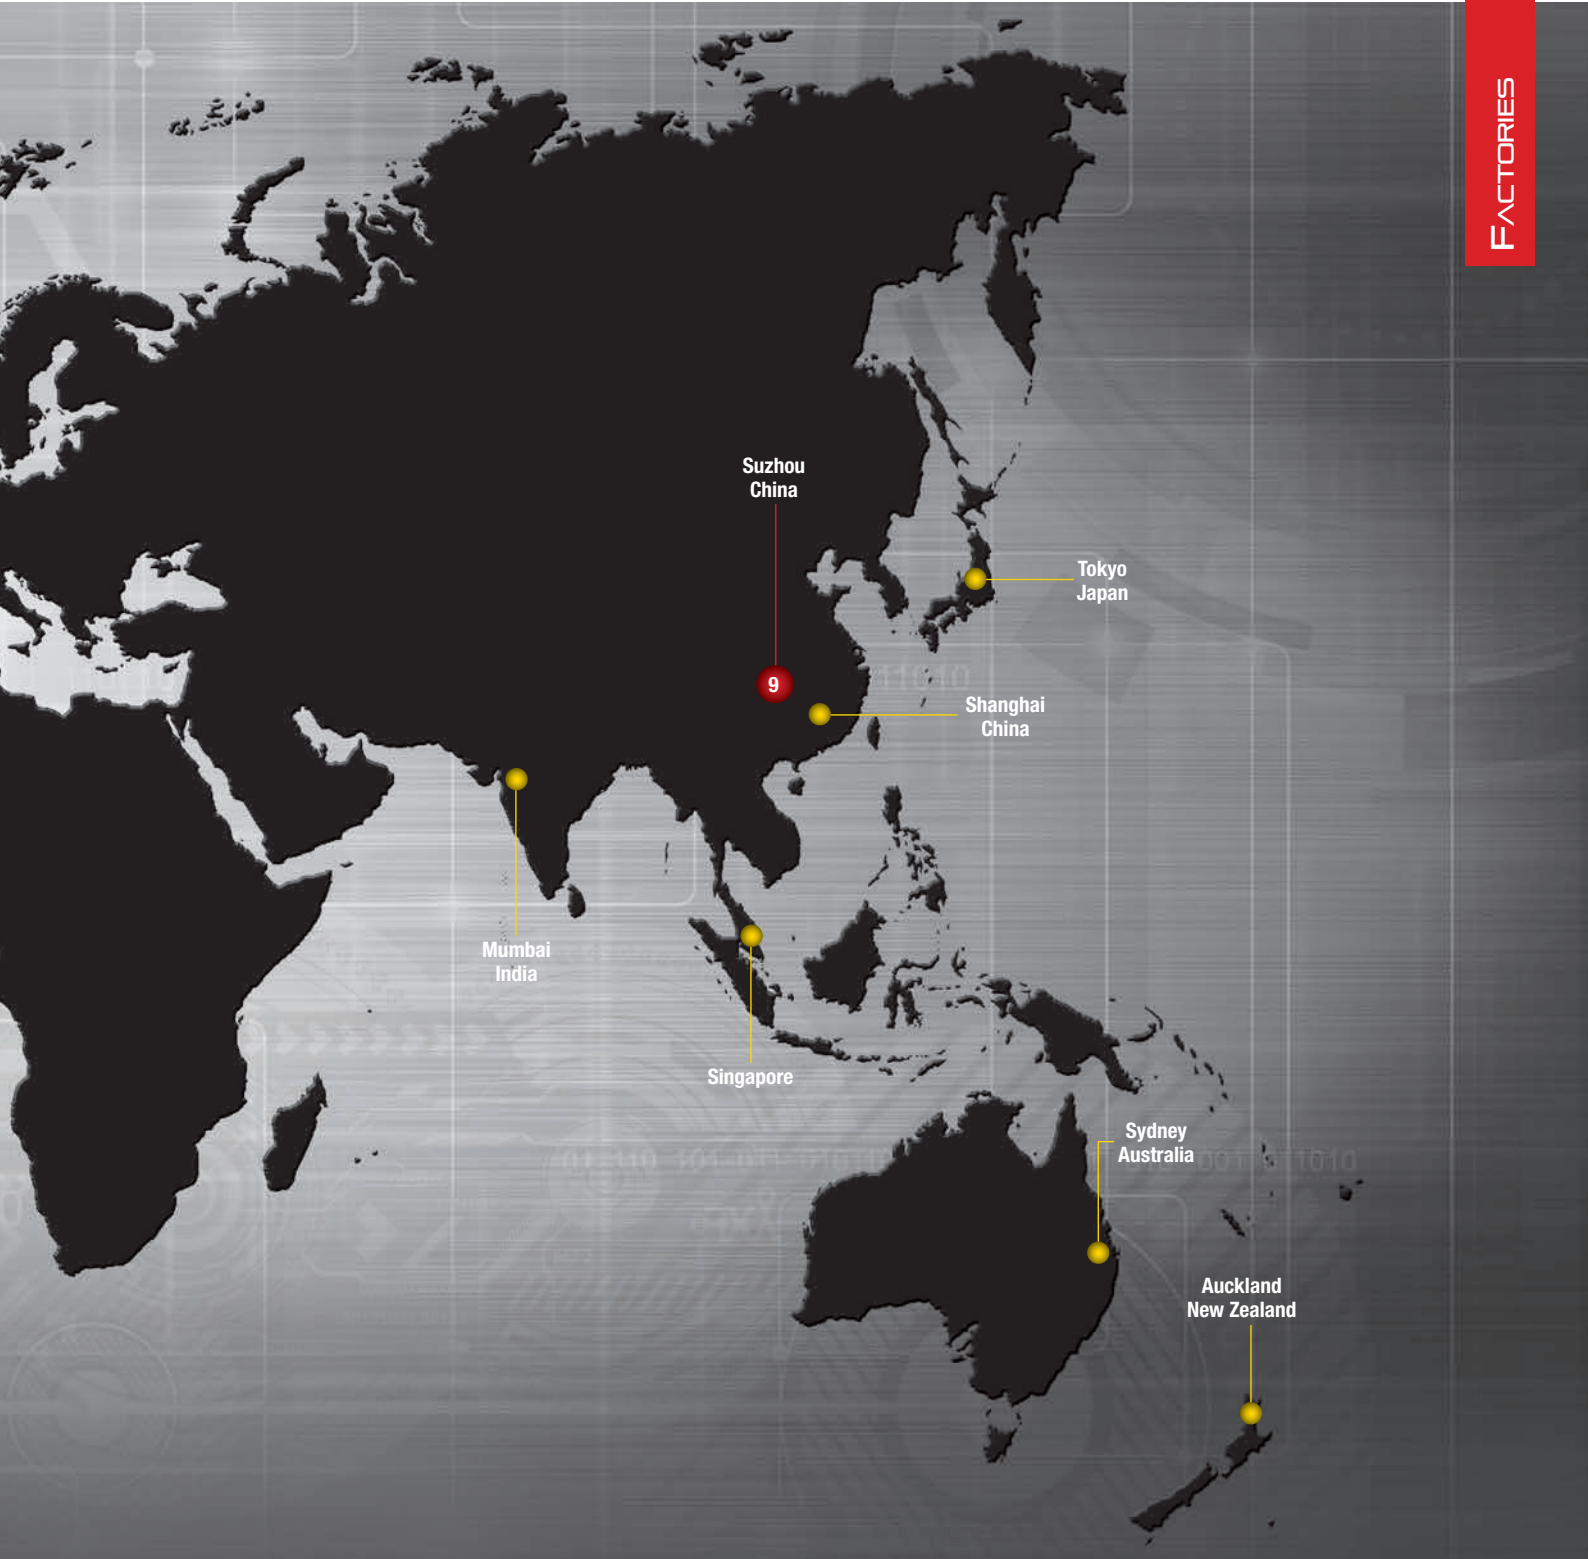 FACTORIES
Suzhou
China
Tokyo
Japan
9
Shanghai
China
Mumbai
India
Singapore
Sydney
Australia
Auckland
New Zealand